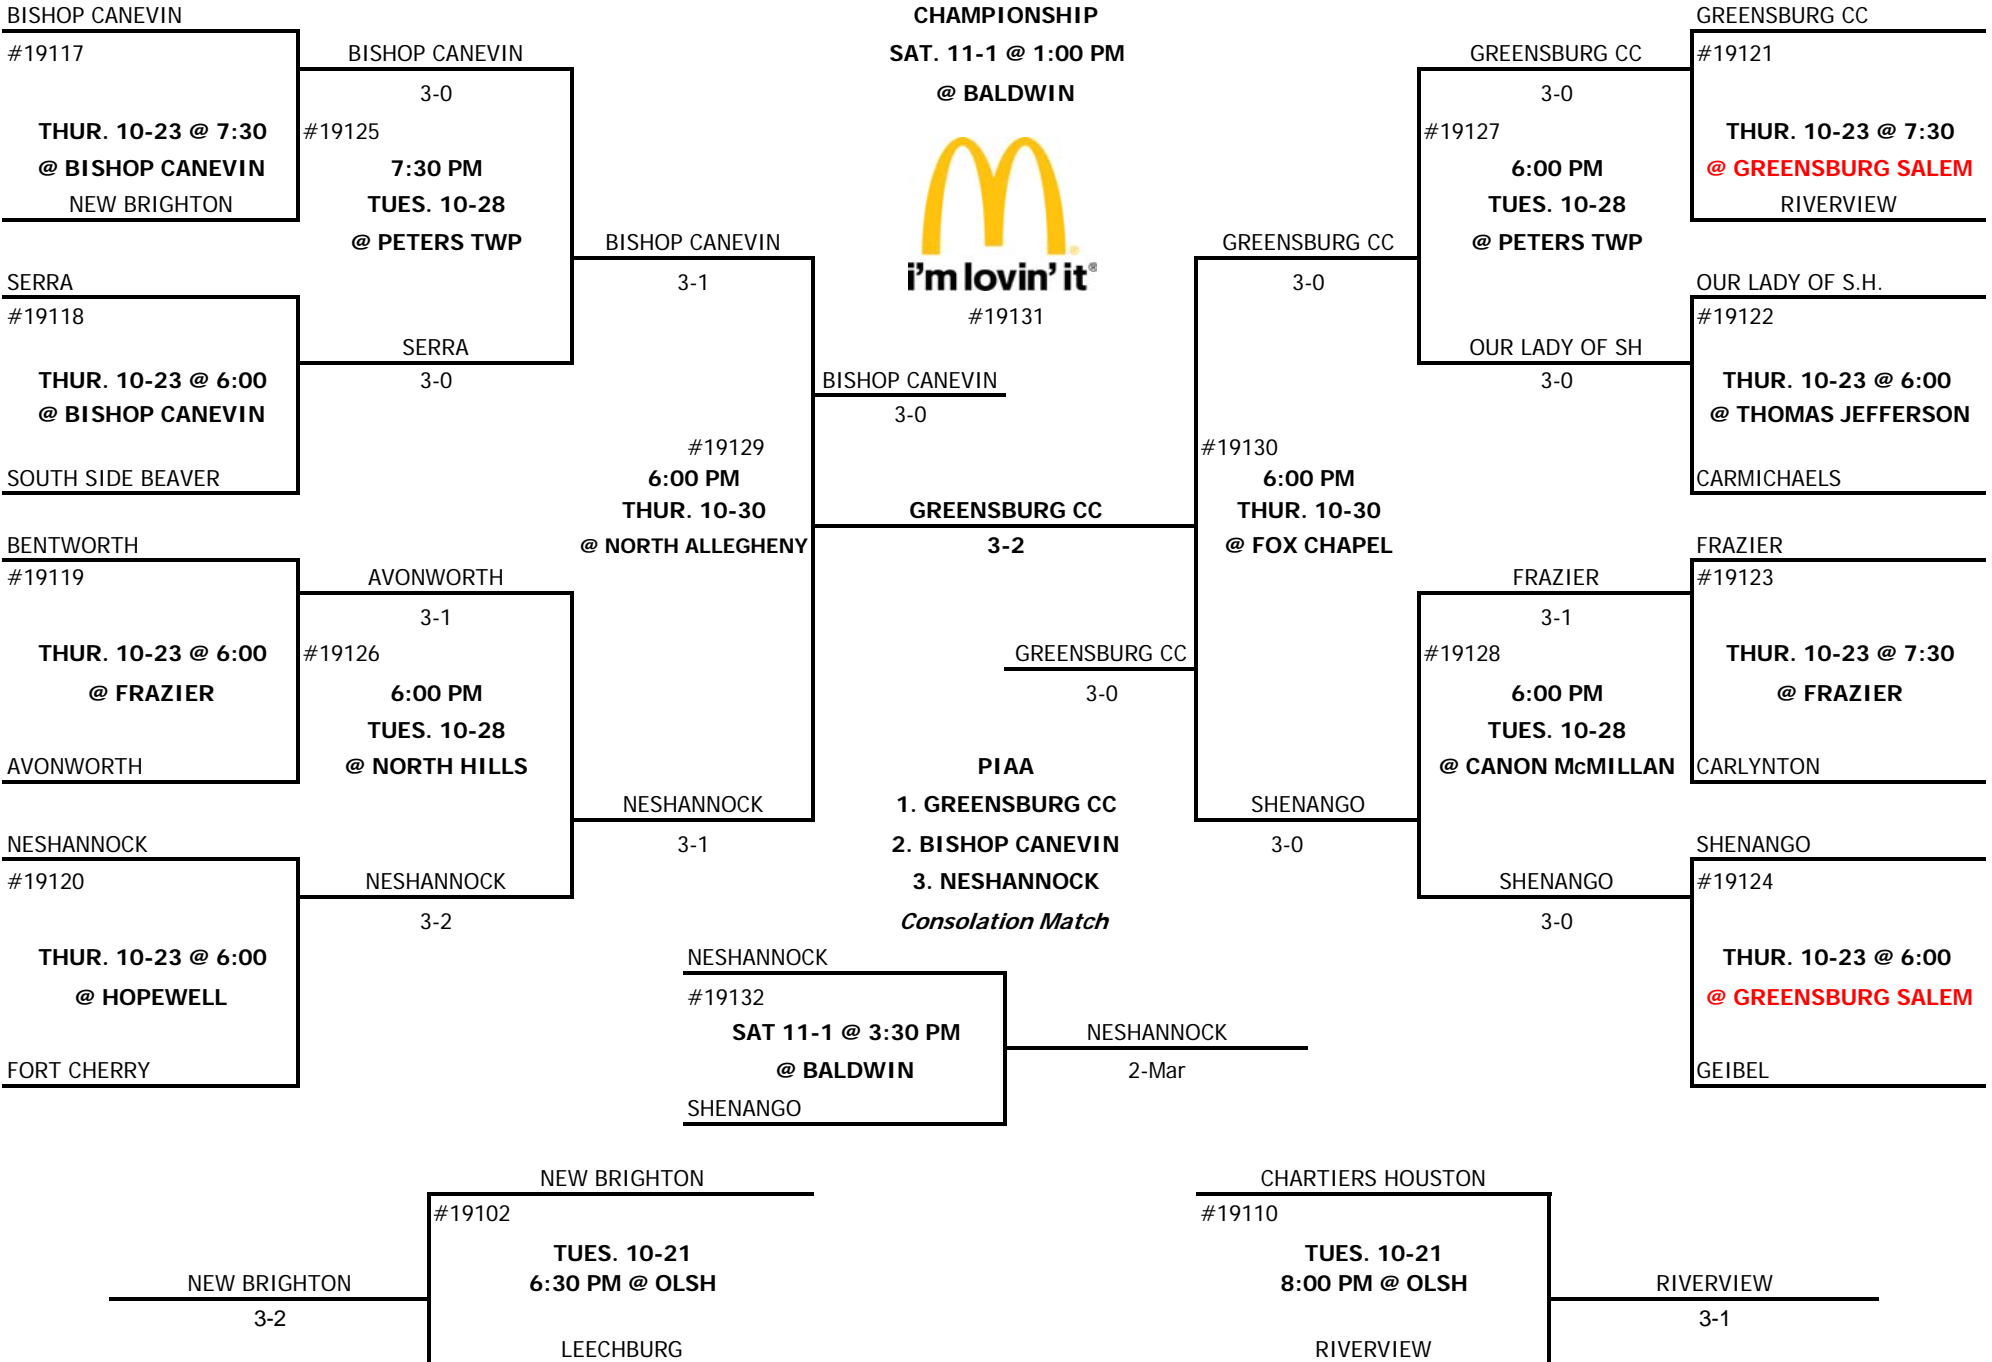 BISHOP CANEVIN
#19117
THUR. 10-23 @ 7:30
@ BISHOP CANEVIN
NEW BRIGHTON
SERRA
#19118
THUR. 10-23 @ 6:00
@ BISHOP CANEVIN
SOUTH SIDE BEAVER
BENTWORTH
#19119
THUR. 10-23 @ 6:00
@ FRAZIER
AVONWORTH
NESHANNOCK
#19120
THUR. 10-23 @ 6:00
@ HOPEWELL
FORT CHERRY
BISHOP CANEVIN
3-0
#19125
7:30 PM
TUES. 10-28
@ PETERS TWP
SERRA
3-0
AVONWORTH
3-1
#19126
6:00 PM
TUES. 10-28
@ NORTH HILLS
NESHANNOCK
3-2
BISHOP CANEVIN
3-1
#19129
6:00 PM
THUR. 10-30
@ NORTH ALLEGHENY
NESHANNOCK
3-1
CHAMPIONSHIP
SAT. 11-1 @ 1:00 PM
@ BALDWIN
i'm lovin' it®
#19131
BISHOP CANEVIN
3-0
GREENSBURG CC
3-2
GREENSBURG CC
3-0
PIAA
1. GREENSBURG CC
2. BISHOP CANEVIN
3. NESHANNOCK
Consolation Match
NESHANNOCK
#19132
SAT 11-1 @ 3:30 PM
@ BALDWIN
SHENANGO
NESHANNOCK
2-Mar
GREENSBURG CC
3-0
#19130
6:00 PM
THUR. 10-30
@ FOX CHAPEL
SHENANGO
3-0
GREENSBURG CC
3-0
#19127
6:00 PM
TUES. 10-28
@ PETERS TWP
OUR LADY OF SH
3-0
FRAZIER
3-1
#19128
6:00 PM
TUES. 10-28
@ CANON McMILLAN
SHENANGO
3-0
GREENSBURG CC
#19121
THUR. 10-23 @ 7:30
@ GREENSBURG SALEM
RIVERVIEW
OUR LADY OF S.H.
#19122
THUR. 10-23 @ 6:00
@ THOMAS JEFFERSON
CARMICHAELS
FRAZIER
#19123
THUR. 10-23 @ 7:30
@ FRAZIER
CARLYNTON
SHENANGO
#19124
THUR. 10-23 @ 6:00
@ GREENSBURG SALEM
GEIBEL
NEW BRIGHTON
#19102
TUES. 10-21
6:30 PM @ OLSH
LEECHBURG
NEW BRIGHTON
3-2
CHARTIERS HOUSTON
#19110
TUES. 10-21
8:00 PM @ OLSH
RIVERVIEW
RIVERVIEW
3-1